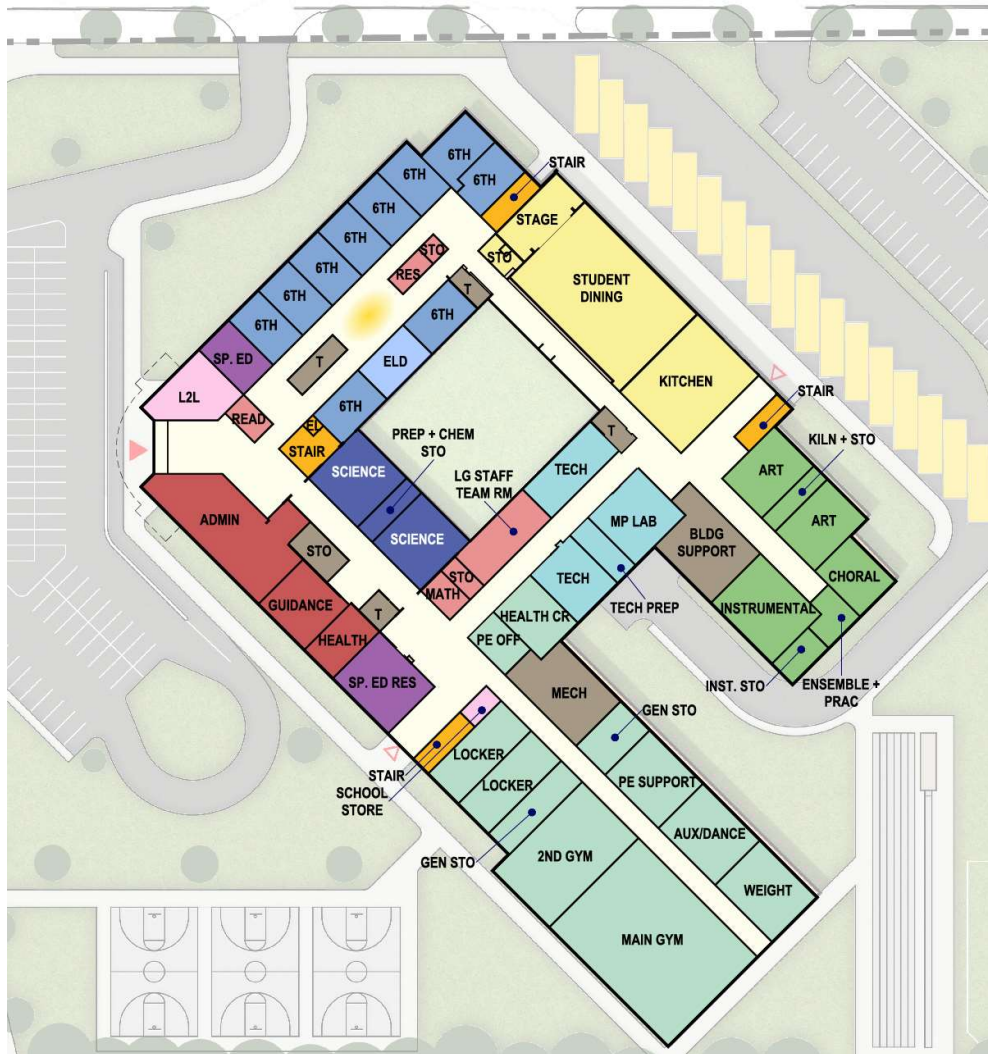 6TH
6TH
STAIR
6TH
STAGE
6TH
STO
STO
RES
6TH
T
STUDENT
DINING
6TH
6TH
6TH
6TH
ELD
KITCHEN
SP. ED
T
L2L
6TH
STAIR
READ
EL
STAIR
PREP + CHEM
STO
T
KILN + STO
SCIENCE
LG STAFF
TEAM RM
TECH
ART
ADMIN
SCIENCE
MP LAB
ART
BLDG
SUPPORT
STO
STO
MATH
TECH
CHORAL
GUIDANCE
TECH PREP
INSTRUMENTAL
T
HEALTH CR
HEALTH
PE OFF
SP. ED RES
INST. STO
ENSEMBLE +
PRAC
MECH
GEN STO
LOCKER
STAIR
SCHOOL
STORE
LOCKER
PE SUPPORT
AUX/DANCE
GEN STO
2ND GYM
WEIGHT
MAIN GYM